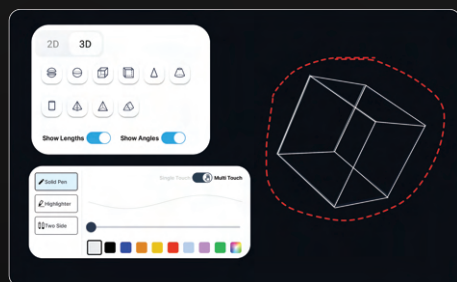 2D 3D
Show Lengths Show Angles
Solid Pen
Single Touch Multi Touch
Highlighter
Two Side